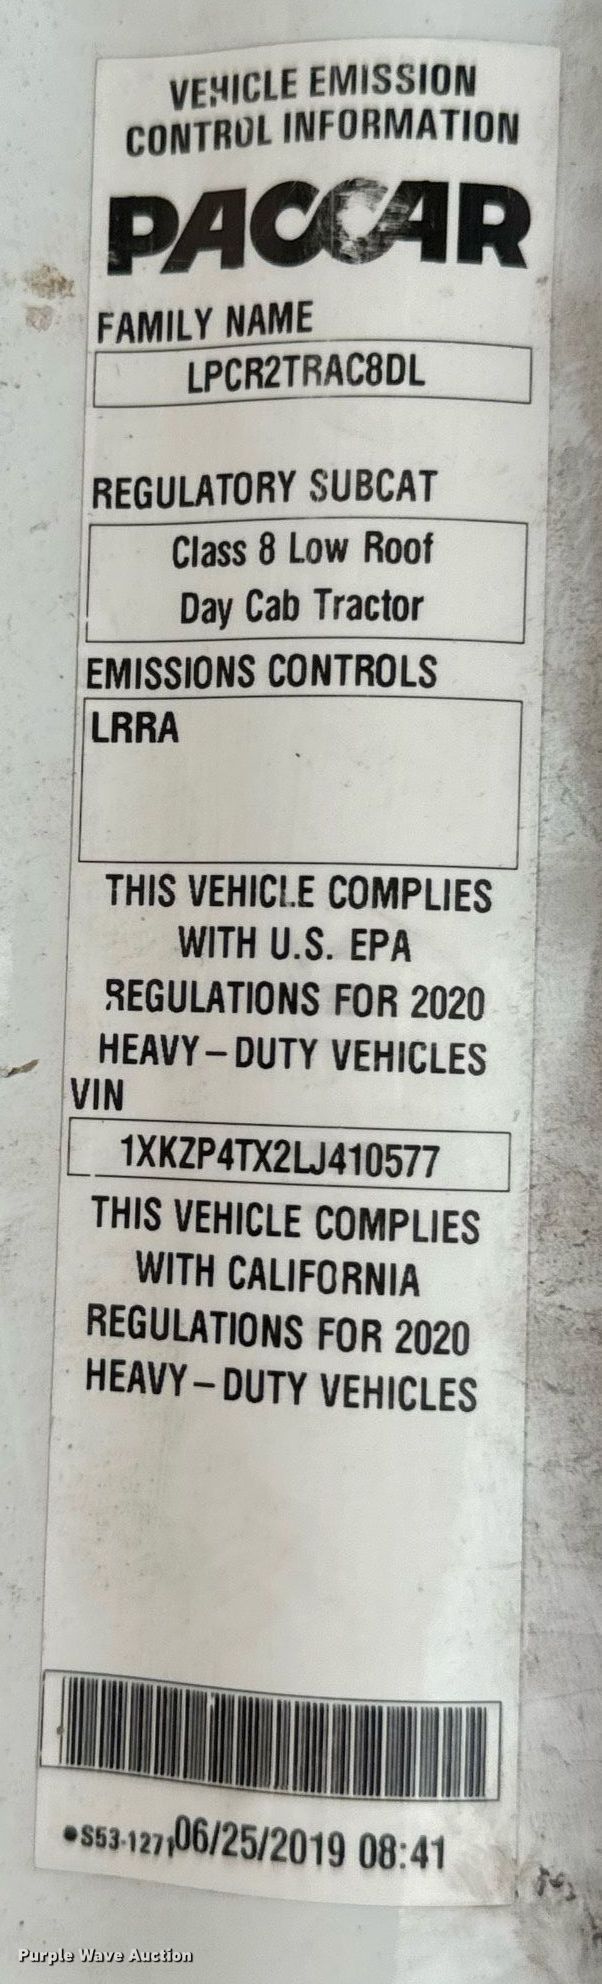 VEHICLE EMISSION
CONTROL INFORMATION
PACCAR
FAMILY NAME
LPCR2TRAC8DL
REGULATORY SUBCAT
Class 8 Low Roof
Day Cab Tractor
EMISSIONS CONTROLS
LRRA
THIS VEHICLE COMPLIES
WITH U.S. EPA
REGULATIONS FOR 2020
HEAVY-DUTY VEHICLES
VIN
1XKZP4TX2LJ410577
THIS VEHICLE COMPLIES
WITH CALIFORNIA
REGULATIONS FOR 2020
HEAVY-DUTY VEHICLES
•S53-1271 06/25/2019 08:41
Purple Wave Auction